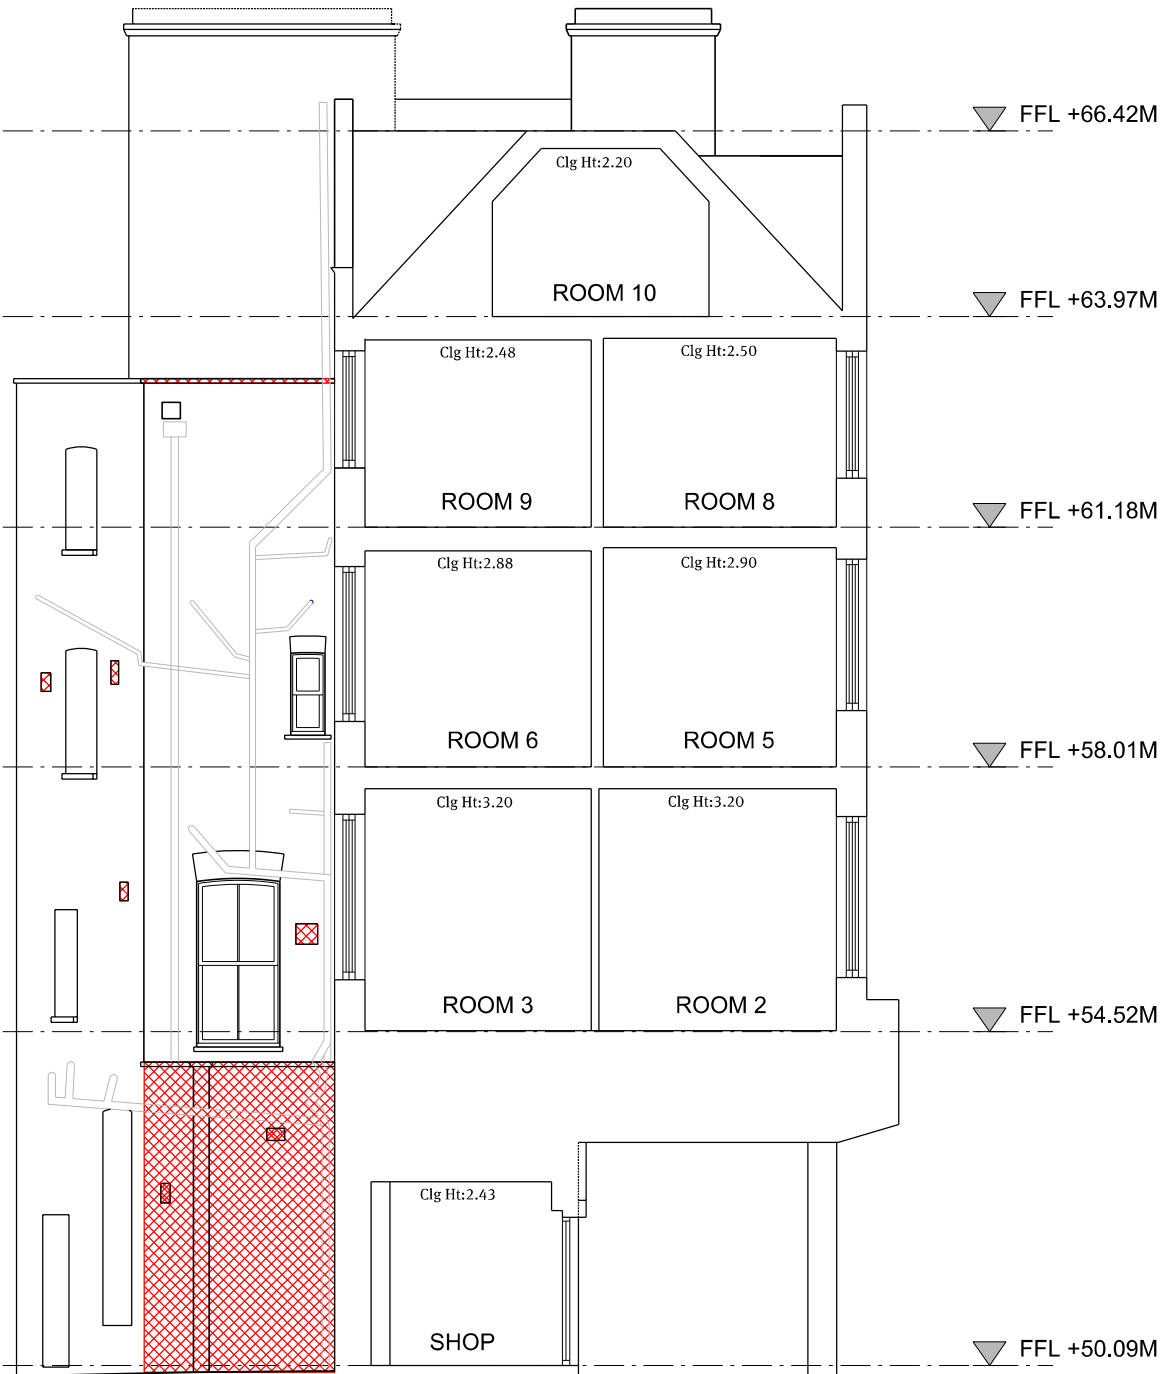 FFL +66.42M
Clg Ht:2.20
ROOM 10
FFL +63.97M
Clg Ht:2.48
Clg Ht:2.50
ROOM 9
ROOM 8
FFL +61.18M
Clg Ht:2.88
Clg Ht:2.90
ROOM 6
ROOM 5
FFL +58.01M
Clg Ht:3.20
Clg Ht:3.20
ROOM 3
ROOM 2
FFL +54.52M
Clg Ht:2.43
SHOP
FFL +50.09M